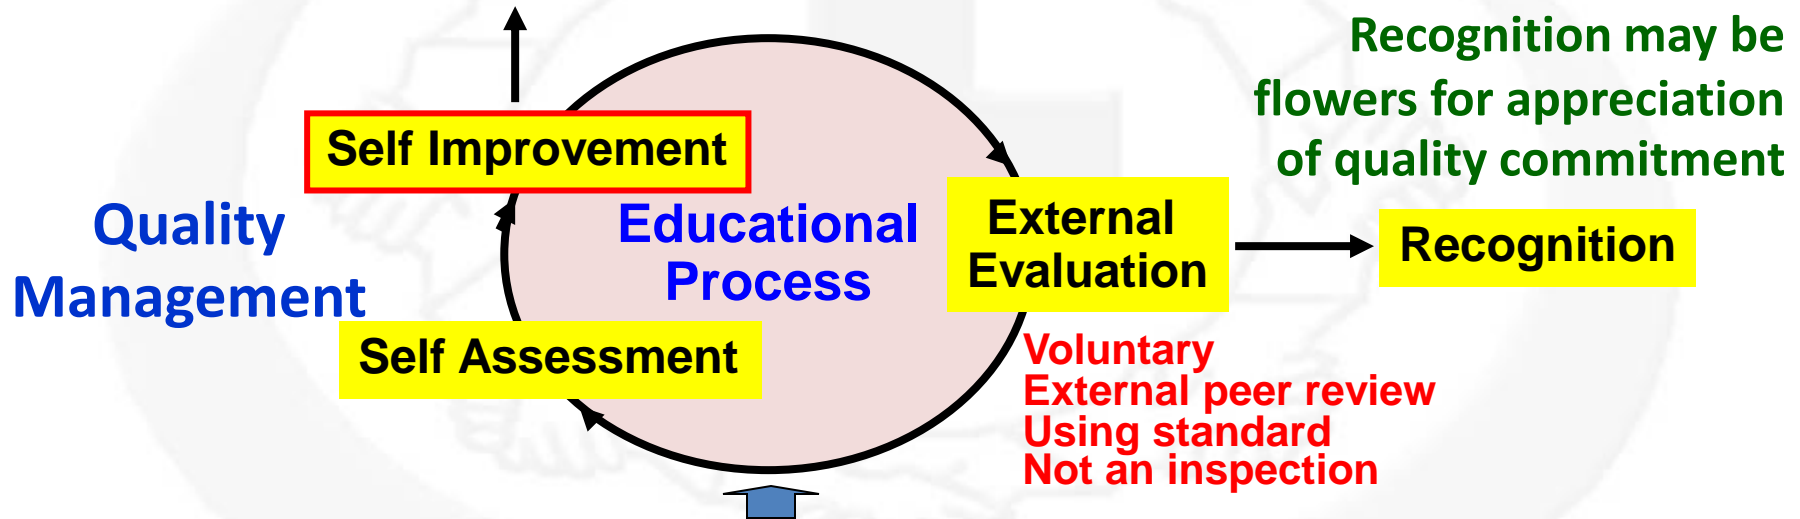 Recognition may be
flowers for appreciation
of quality commitment
Self Improvement
Quality
Management
Educational
Process
External
Evaluation
Recognition
Self Assessment
Voluntary
External peer review
Using standard
Not an inspection